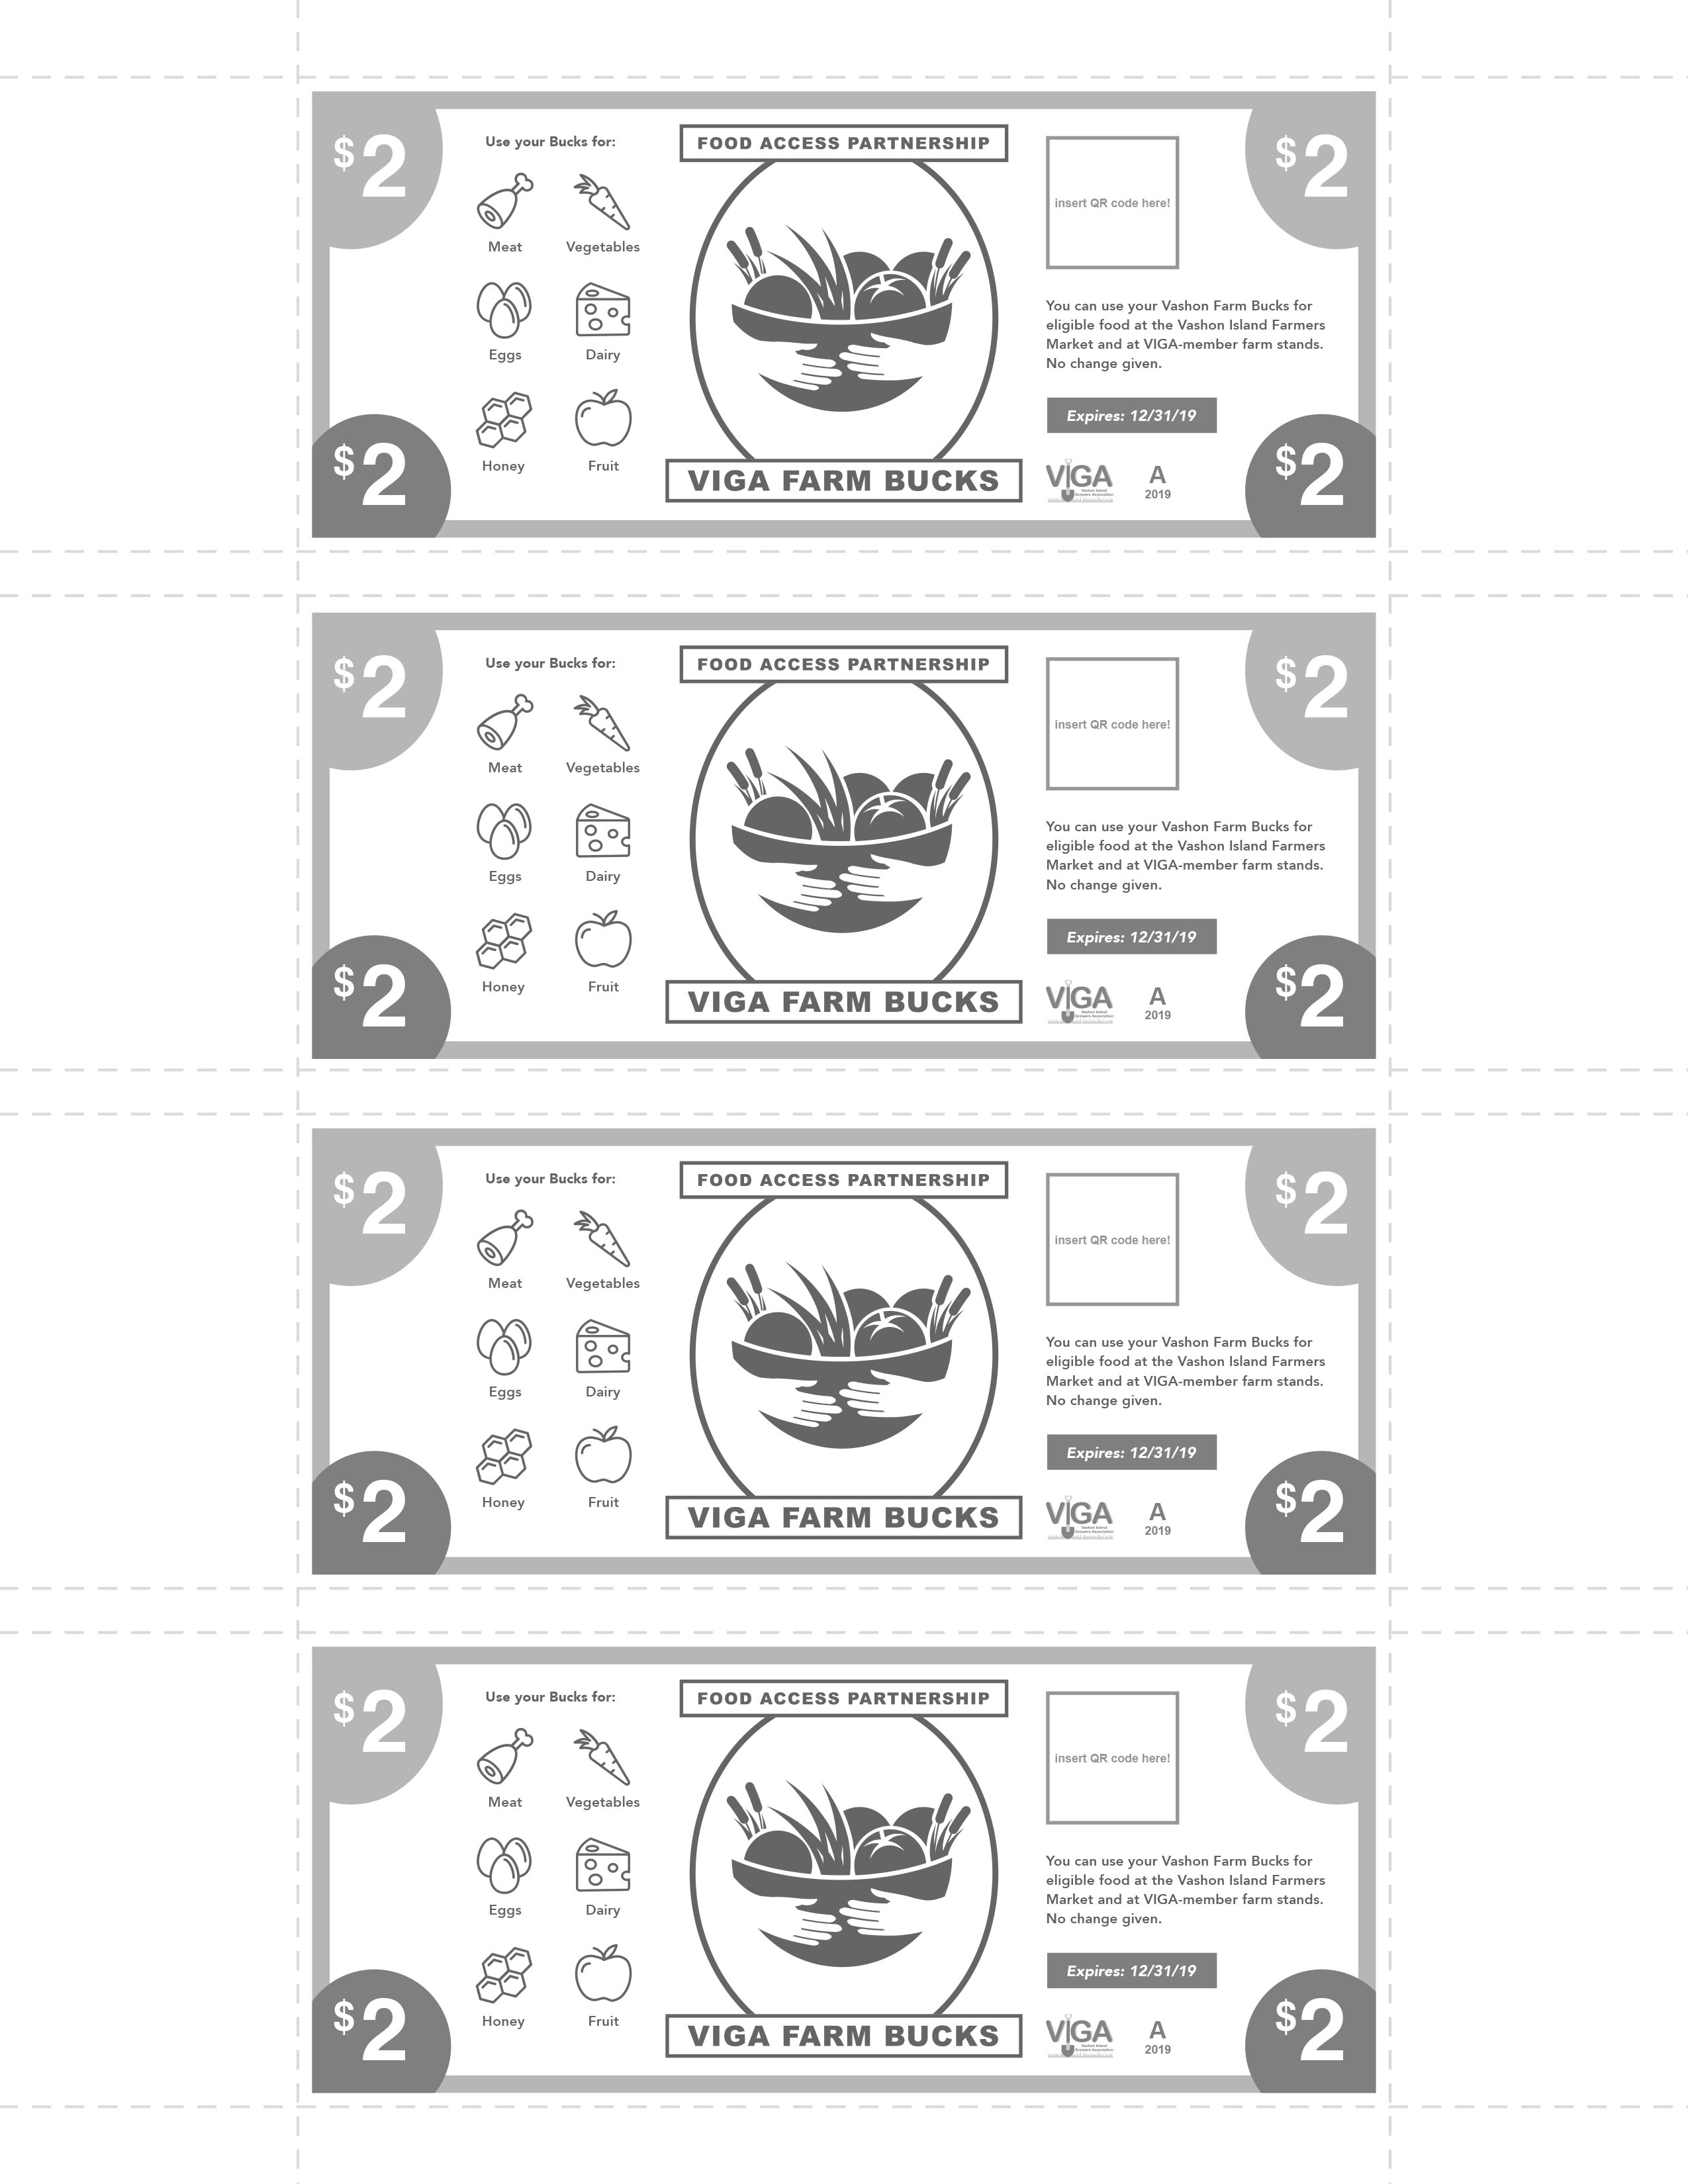 $2
Use your Bucks for:
FOOD ACCESS PARTNERSHIP
$2
insert QR code here!
Meat Vegetables
You can use your Vashon Farm Bucks for
eligible food at the Vashon Island Farmers
Market and at VIGA-member farm stands.
No change given.
Eggs Dairy
Expires: 12/31/19
$2
Honey Fruit
VIGA FARM BUCKS
VIGA
Vashon Island
Growers Association
A
2019
$2
$2
Use your Bucks for:
FOOD ACCESS PARTNERSHIP
$2
insert QR code here!
Meat Vegetables
You can use your Vashon Farm Bucks for
eligible food at the Vashon Island Farmers
Market and at VIGA-member farm stands.
No change given.
Eggs Dairy
Expires: 12/31/19
$2
Honey Fruit
VIGA FARM BUCKS
VIGA
Vashon Island
Growers Association
A
2019
$2
$2
Use your Bucks for:
FOOD ACCESS PARTNERSHIP
$2
insert QR code here!
Meat Vegetables
You can use your Vashon Farm Bucks for
eligible food at the Vashon Island Farmers
Market and at VIGA-member farm stands.
No change given.
Eggs Dairy
Expires: 12/31/19
$2
Honey Fruit
VIGA FARM BUCKS
VIGA
Vashon Island
Growers Association
A
2019
$2
$2
Use your Bucks for:
FOOD ACCESS PARTNERSHIP
$2
insert QR code here!
Meat Vegetables
You can use your Vashon Farm Bucks for
eligible food at the Vashon Island Farmers
Market and at VIGA-member farm stands.
No change given.
Eggs Dairy
Expires: 12/31/19
$2
Honey Fruit
VIGA FARM BUCKS
VIGA
Vashon Island
Growers Association
A
2019
$2